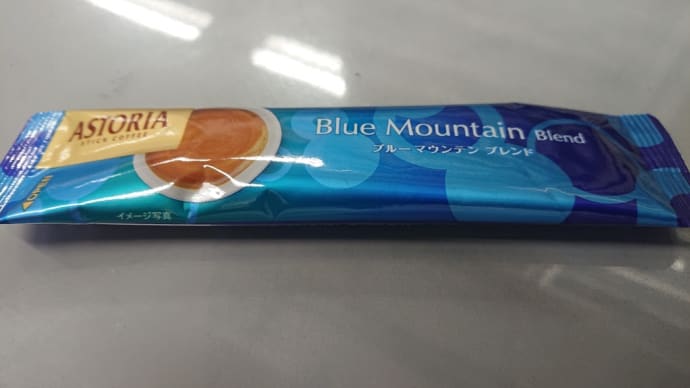 ASTORIA
STICK COFFEE
OPEN
Blue Mountain Blend
ブルーマウンテン ブレンド
イメージ写真